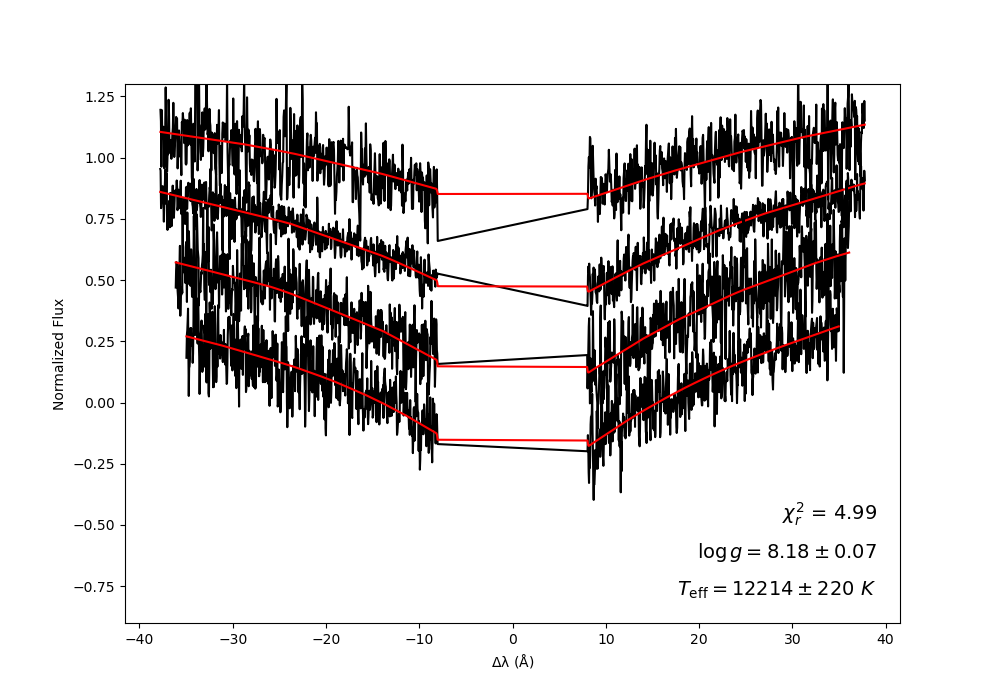 1.25
1.00
0.75
0.50
0.25
0.00
−0.25
−0.50
−0.75
Normalized Flux
χ²ᵣ = 4.99
log g = 8.18 ± 0.07
T_eff = 12214 ± 220 K
−40 −30 −20 −10 0 10 20 30 40
Δλ (Å)